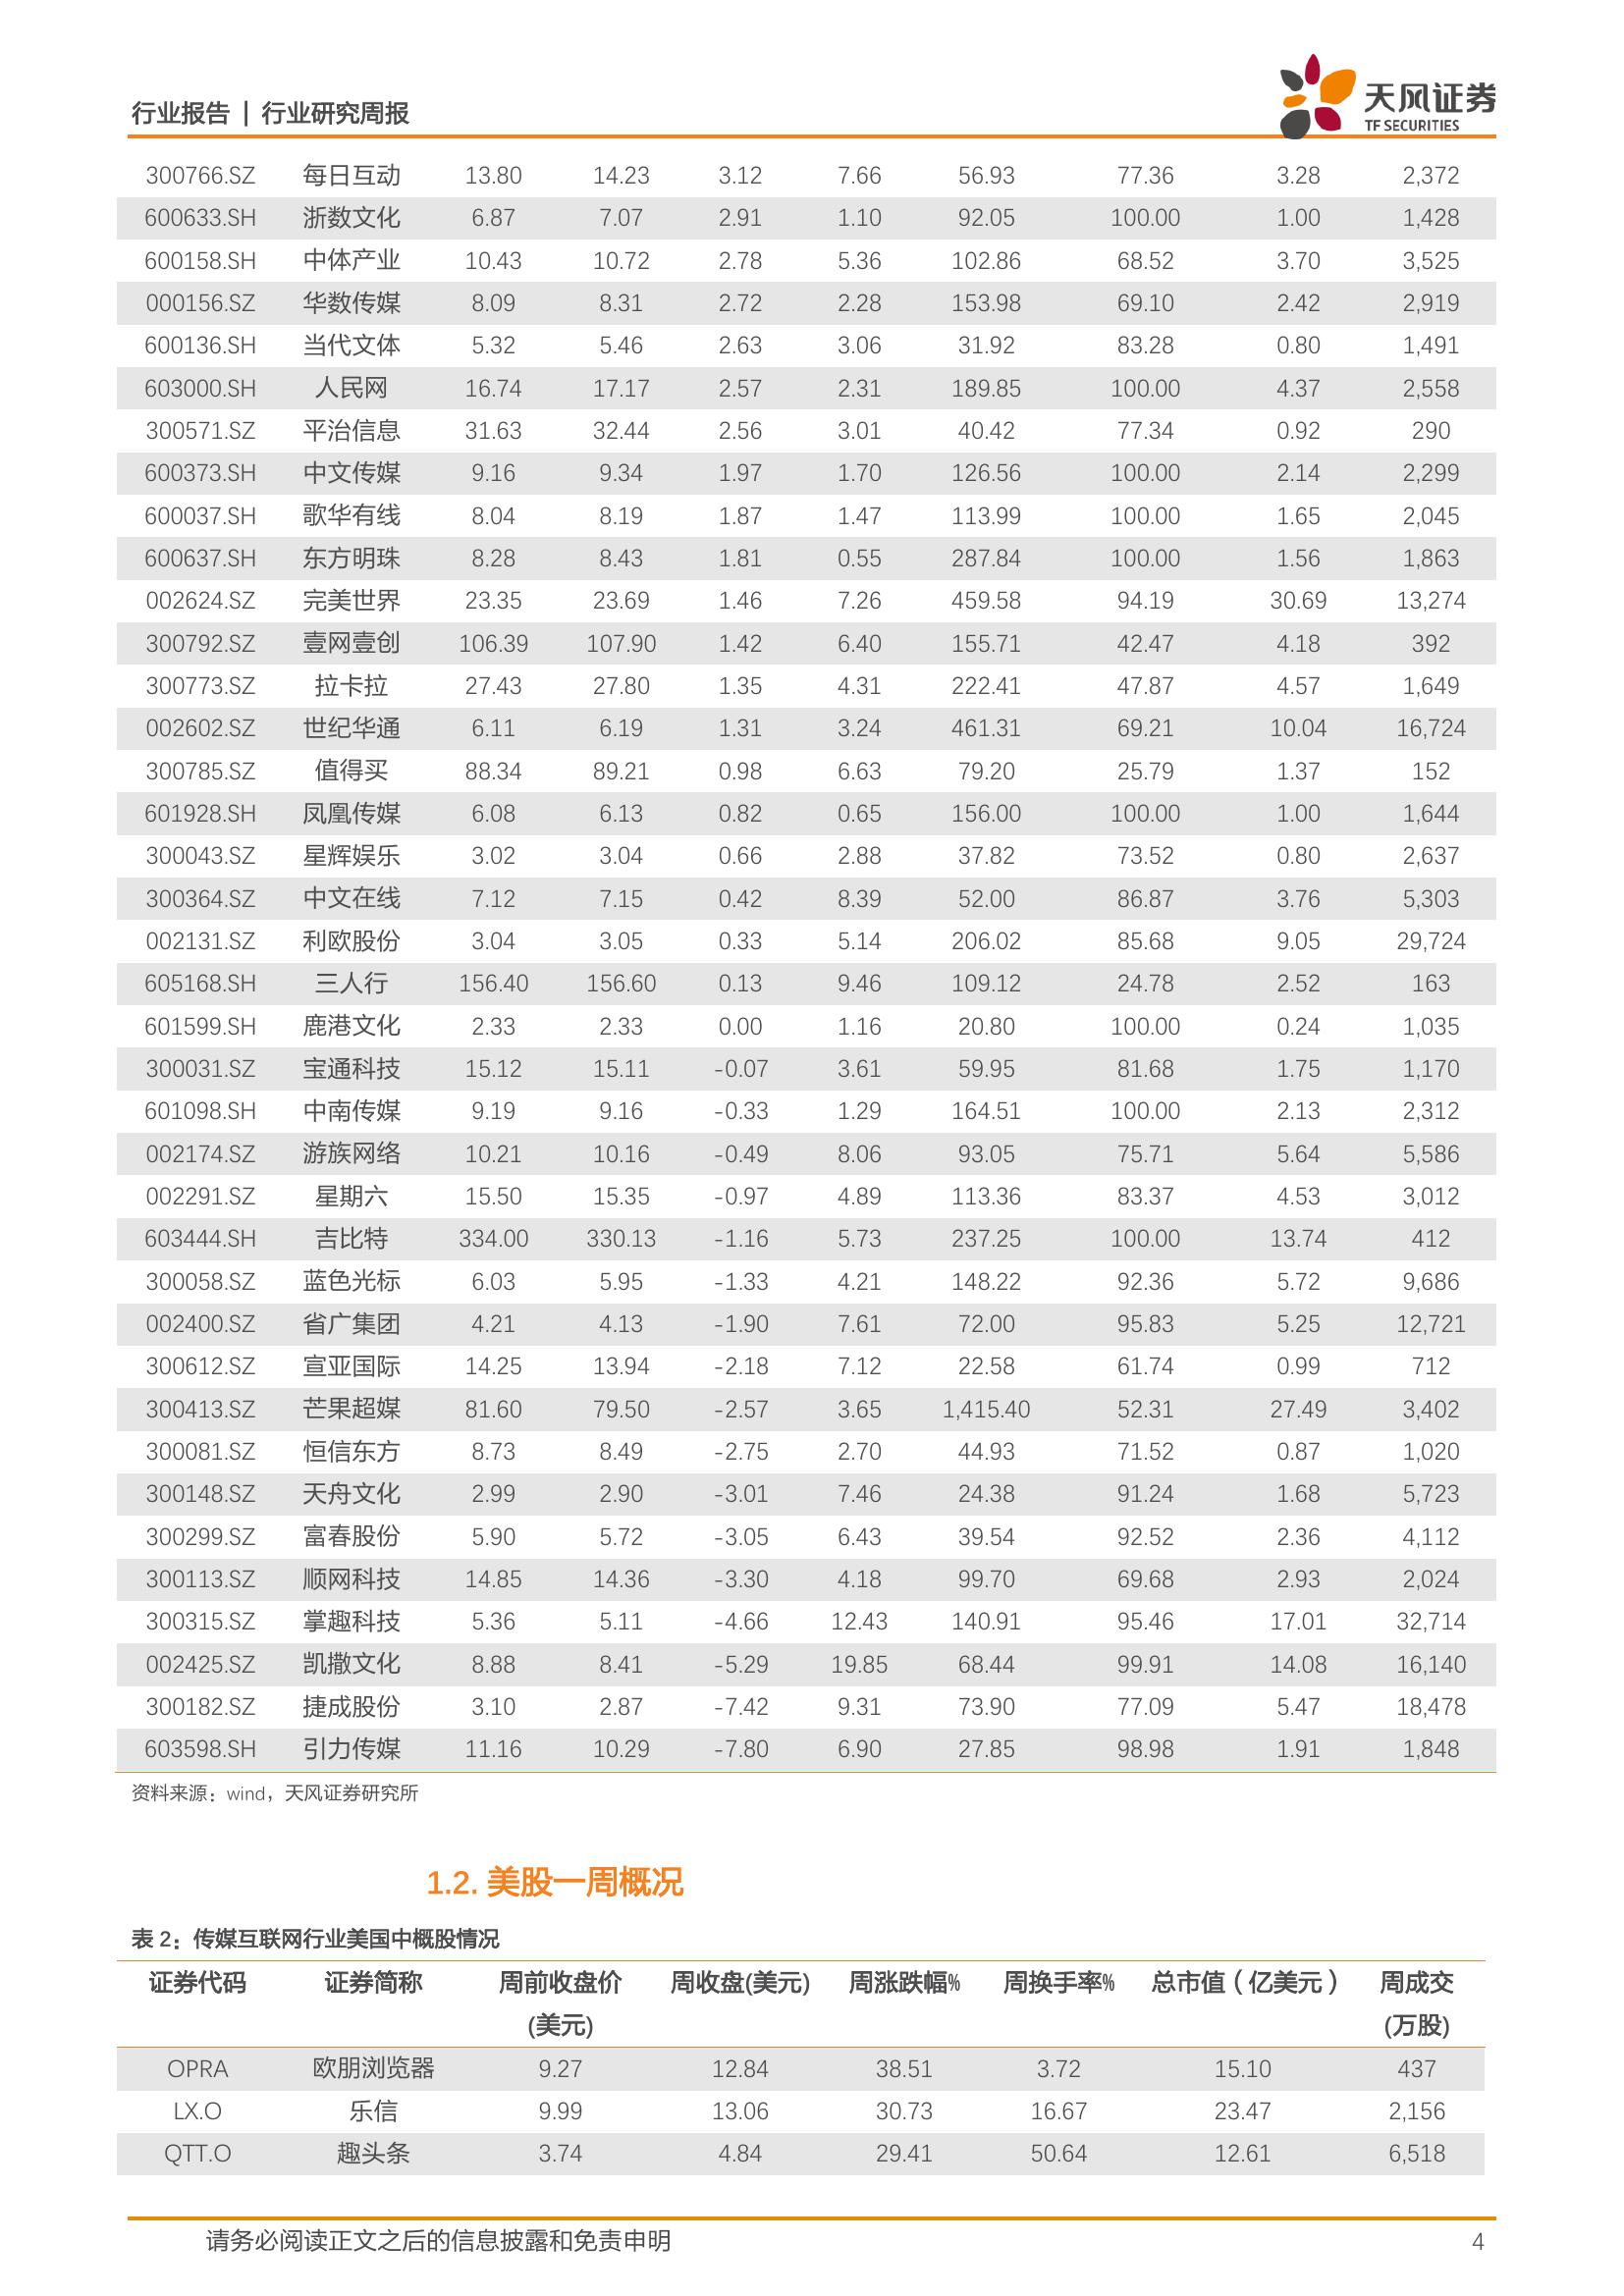 行业报告 | 行业研究周报
天风证券
TF SECURITIES
300766.SZ 每日互动 13.80 14.23 3.12 7.66 56.93 77.36 3.28 2,372
600633.SH 浙数文化 6.87 7.07 2.91 1.10 92.05 100.00 1.00 1,428
600158.SH 中体产业 10.43 10.72 2.78 5.36 102.86 68.52 3.70 3,525
000156.SZ 华数传媒 8.09 8.31 2.72 2.28 153.98 69.10 2.42 2,919
600136.SH 当代文体 5.32 5.46 2.63 3.06 31.92 83.28 0.80 1,491
603000.SH 人民网 16.74 17.17 2.57 2.31 189.85 100.00 4.37 2,558
300571.SZ 平治信息 31.63 32.44 2.56 3.01 40.42 77.34 0.92 290
600373.SH 中文传媒 9.16 9.34 1.97 1.70 126.56 100.00 2.14 2,299
600037.SH 歌华有线 8.04 8.19 1.87 1.47 113.99 100.00 1.65 2,045
600637.SH 东方明珠 8.28 8.43 1.81 0.55 287.84 100.00 1.56 1,863
002624.SZ 完美世界 23.35 23.69 1.46 7.26 459.58 94.19 30.69 13,274
300792.SZ 壹网壹创 106.39 107.90 1.42 6.40 155.71 42.47 4.18 392
300773.SZ 拉卡拉 27.43 27.80 1.35 4.31 222.41 47.87 4.57 1,649
002602.SZ 世纪华通 6.11 6.19 1.31 3.24 461.31 69.21 10.04 16,724
300785.SZ 值得买 88.34 89.21 0.98 6.63 79.20 25.79 1.37 152
601928.SH 凤凰传媒 6.08 6.13 0.82 0.65 156.00 100.00 1.00 1,644
300043.SZ 星辉娱乐 3.02 3.04 0.66 2.88 37.82 73.52 0.80 2,637
300364.SZ 中文在线 7.12 7.15 0.42 8.39 52.00 86.87 3.76 5,303
002131.SZ 利欧股份 3.04 3.05 0.33 5.14 206.02 85.68 9.05 29,724
605168.SH 三人行 156.40 156.60 0.13 9.46 109.12 24.78 2.52 163
601599.SH 鹿港文化 2.33 2.33 0.00 1.16 20.80 100.00 0.24 1,035
300031.SZ 宝通科技 15.12 15.11 -0.07 3.61 59.95 81.68 1.75 1,170
601098.SH 中南传媒 9.19 9.16 -0.33 1.29 164.51 100.00 2.13 2,312
002174.SZ 游族网络 10.21 10.16 -0.49 8.06 93.05 75.71 5.64 5,586
002291.SZ 星期六 15.50 15.35 -0.97 4.89 113.36 83.37 4.53 3,012
603444.SH 吉比特 334.00 330.13 -1.16 5.73 237.25 100.00 13.74 412
300058.SZ 蓝色光标 6.03 5.95 -1.33 4.21 148.22 92.36 5.72 9,686
002400.SZ 省广集团 4.21 4.13 -1.90 7.61 72.00 95.83 5.25 12,721
300612.SZ 宣亚国际 14.25 13.94 -2.18 7.12 22.58 61.74 0.99 712
300413.SZ 芒果超媒 81.60 79.50 -2.57 3.65 1,415.40 52.31 27.49 3,402
300081.SZ 恒信东方 8.73 8.49 -2.75 2.70 44.93 71.52 0.87 1,020
300148.SZ 天舟文化 2.99 2.90 -3.01 7.46 24.38 91.24 1.68 5,723
300299.SZ 富春股份 5.90 5.72 -3.05 6.43 39.54 92.52 2.36 4,112
300113.SZ 顺网科技 14.85 14.36 -3.30 4.18 99.70 69.68 2.93 2,024
300315.SZ 掌趣科技 5.36 5.11 -4.66 12.43 140.91 95.46 17.01 32,714
002425.SZ 凯撒文化 8.88 8.41 -5.29 19.85 68.44 99.91 14.08 16,140
300182.SZ 捷成股份 3.10 2.87 -7.42 9.31 73.90 77.09 5.47 18,478
603598.SH 引力传媒 11.16 10.29 -7.80 6.90 27.85 98.98 1.91 1,848
资料来源：wind，天风证券研究所
1.2. 美股一周概况
表 2：传媒互联网行业美国中概股情况
证券代码 证券简称 周前收盘价 周收盘(美元) 周涨跌幅% 周换手率% 总市值（亿美元） 周成交
(美元) (万股)
OPRA 欧朋浏览器 9.27 12.84 38.51 3.72 15.10 437
LX.O 乐信 9.99 13.06 30.73 16.67 23.47 2,156
QTT.O 趣头条 3.74 4.84 29.41 50.64 12.61 6,518
请务必阅读正文之后的信息披露和免责申明 4